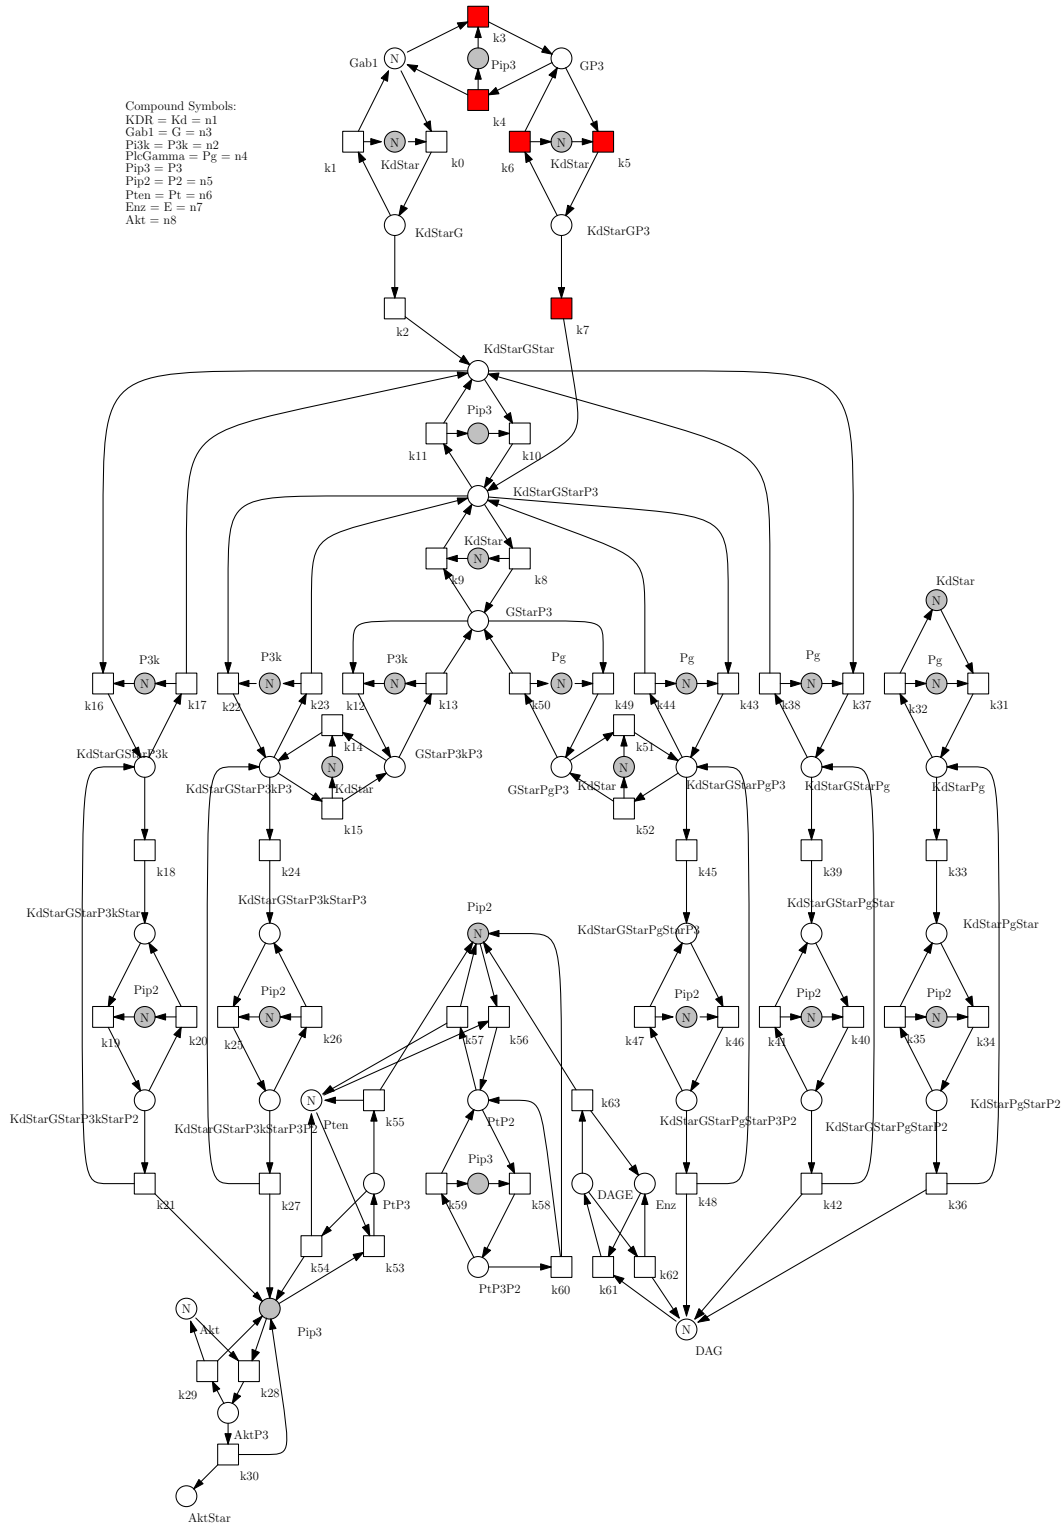 k3
Gab1
N
Pip3
GP3
k4
Compound Symbols:
KDR = Kd = n1
Gab1 = G = n3
Pi3k = P3k = n2
PlcGamma = Pg = n4
Pip3 = P3
Pip2 = P2 = n5
Pten = Pt = n6
Enz = E = n7
Akt = n8
N
N
k1
KdStar
k0
k6
KdStar
k5
KdStarG
KdStarGP3
k2
k7
KdStarGStar
Pip3
k11
k10
KdStarGStarP3
KdStar
N
k9
k8
KdStar
N
GStarP3
P3k
P3k
P3k
Pg
Pg
Pg
Pg
N
N
N
N
N
N
N
k16
k17
k22
k23
k12
k13
k50
k49
k44
k43
k38
k37
k32
k31
k14
k51
KdStarGStarP3k
GStarP3kP3
N
N
KdStarGStarP3kP3
KdStar
GStarPgP3
KdStar
KdStarGStarPgP3
KdStarGStarPg
KdStarPg
k15
k52
k18
k24
k45
k39
k33
KdStarGStarP3kStar
KdStarGStarP3kStarP3
Pip2
N
KdStarGStarPgStarP3
KdStarGStarPgStar
KdStarPgStar
Pip2
Pip2
Pip2
Pip2
Pip2
N
N
N
N
N
k19
k20
k25
k26
k57
k56
k47
k46
k41
k40
k35
k34
N
Pten
k55
PtP2
k63
KdStarGStarP3kStarP2
KdStarGStarP3kStarP3P2
KdStarGStarPgStarP3P2
KdStarGStarPgStarP2
KdStarPgStarP2
Pip3
k21
k27
PtP3
k59
k58
DAGE
Enz
k48
k42
k36
k54
k53
PtP3P2
k60
k61
k62
N
Akt
Pip3
N
DAG
k29
k28
AktP3
k30
AktStar